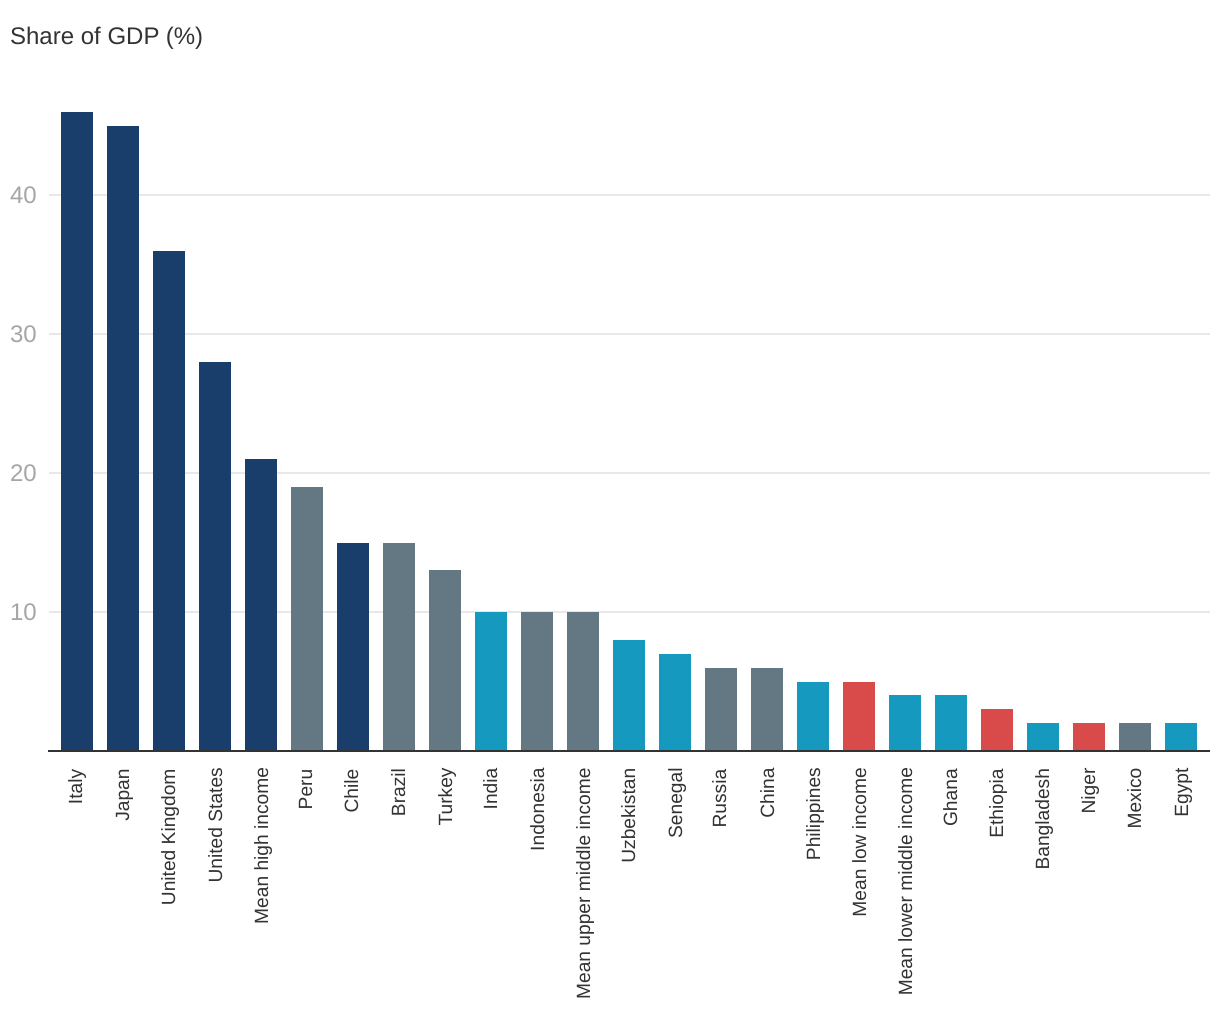 Share of GDP (%)
40
30
20
10
Italy
Japan
United Kingdom
United States
Mean high income
Peru
Chile
Brazil
Turkey
India
Indonesia
Mean upper middle income
Uzbekistan
Senegal
Russia
China
Philippines
Mean low income
Mean lower middle income
Ghana
Ethiopia
Bangladesh
Niger
Mexico
Egypt